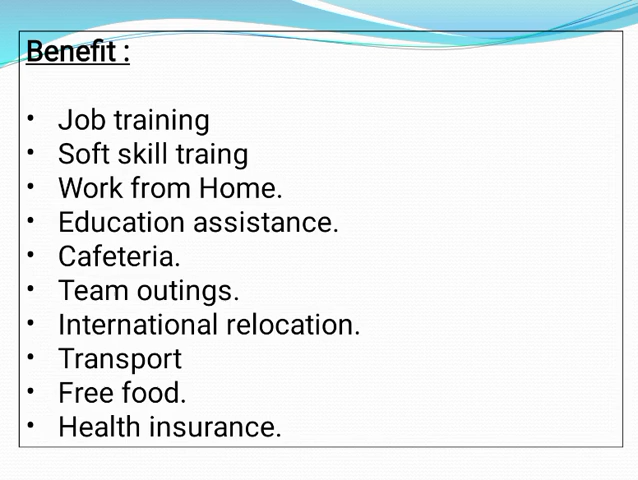 Benefit :
• Job training
• Soft skill traing
• Work from Home.
• Education assistance.
• Cafeteria.
• Team outings.
• International relocation.
• Transport
• Free food.
• Health insurance.